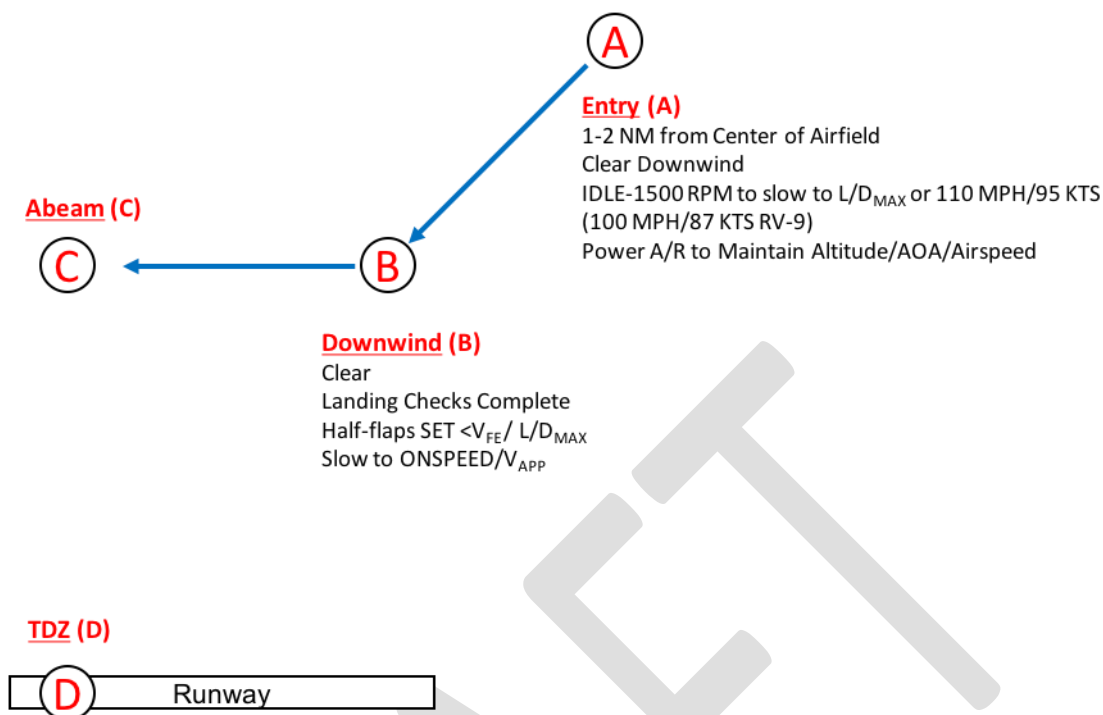 A
Entry (A)
1-2 NM from Center of Airfield
Clear Downwind
IDLE-1500 RPM to slow to L/DMAX or 110 MPH/95 KTS
(100 MPH/87 KTS RV-9)
Power A/R to Maintain Altitude/AOA/Airspeed
Abeam (C)
C
B
Downwind (B)
Clear
Landing Checks Complete
Half-flaps SET <VFE/ L/DMAX
Slow to ONSPEED/VAPP
TDZ (D)
D Runway